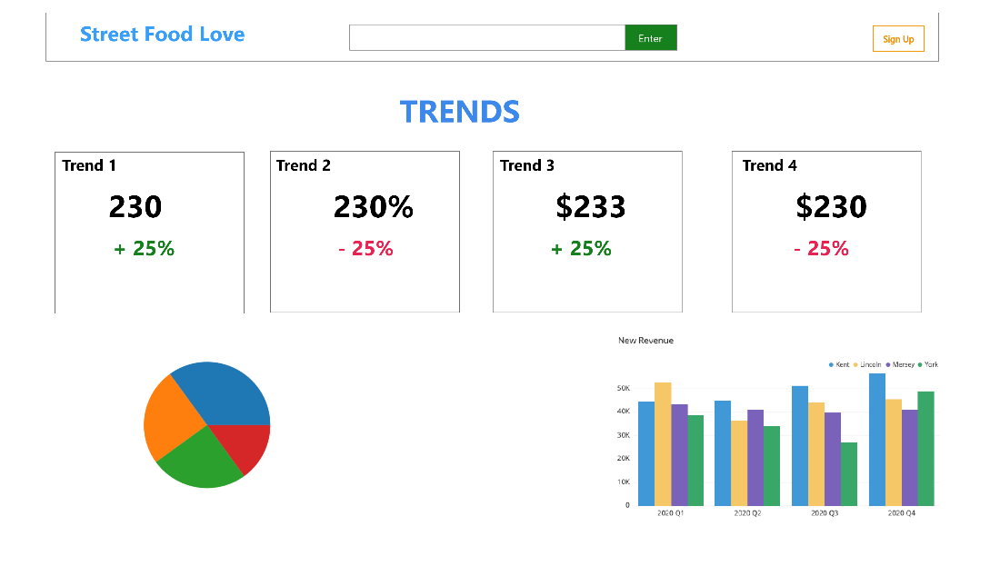 Street Food Love
Enter
Sign Up
TRENDS
Trend 1
230
+ 25%
Trend 2
230%
- 25%
Trend 3
$233
+ 25%
Trend 4
$230
- 25%
New Revenue
Kent Lincoln Mersey York
50K
40K
30K
20K
10K
0
2020 Q1 2020 Q2 2020 Q3 2020 Q4